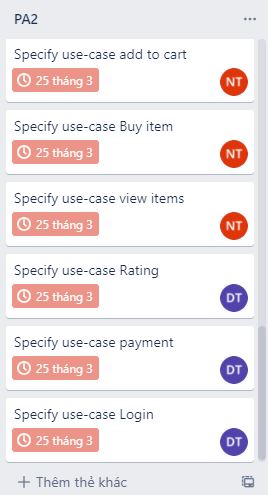 PA2
Specify use-case add to cart
25 tháng 3
NT
Specify use-case Buy item
25 tháng 3
NT
Specify use-case view items
25 tháng 3
NT
Specify use-case Rating
25 tháng 3
DT
Specify use-case payment
25 tháng 3
DT
Specify use-case Login
25 tháng 3
DT
Thêm thẻ khác